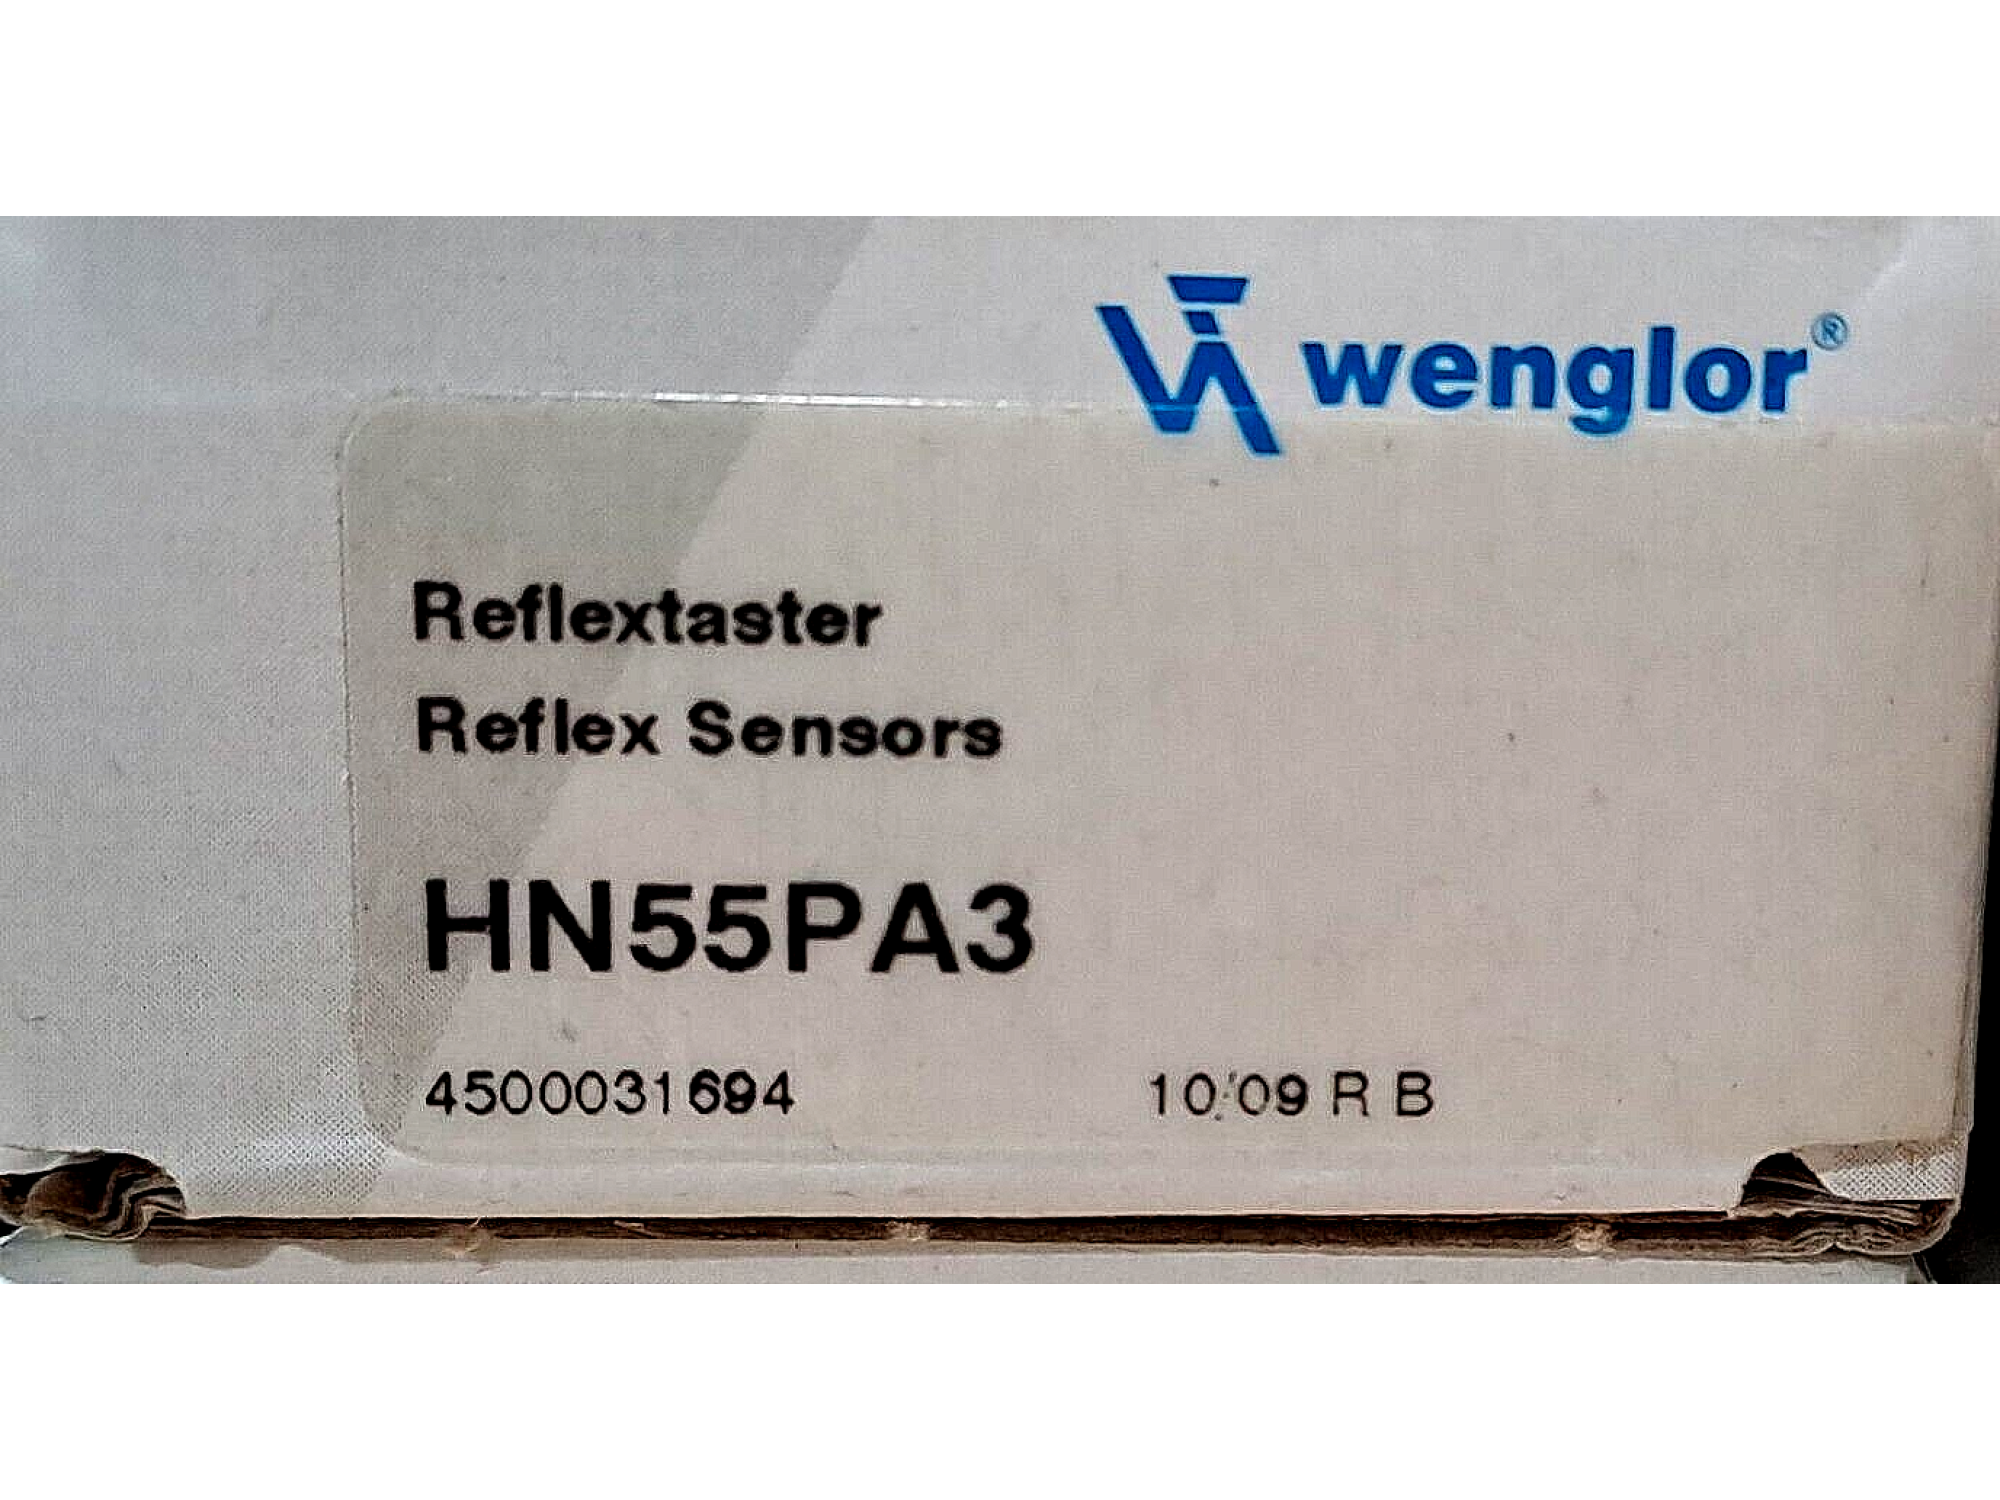 wenglor®
Reflextaster
Reflex Sensors
HN55PA3
4500031694
10:09 R B